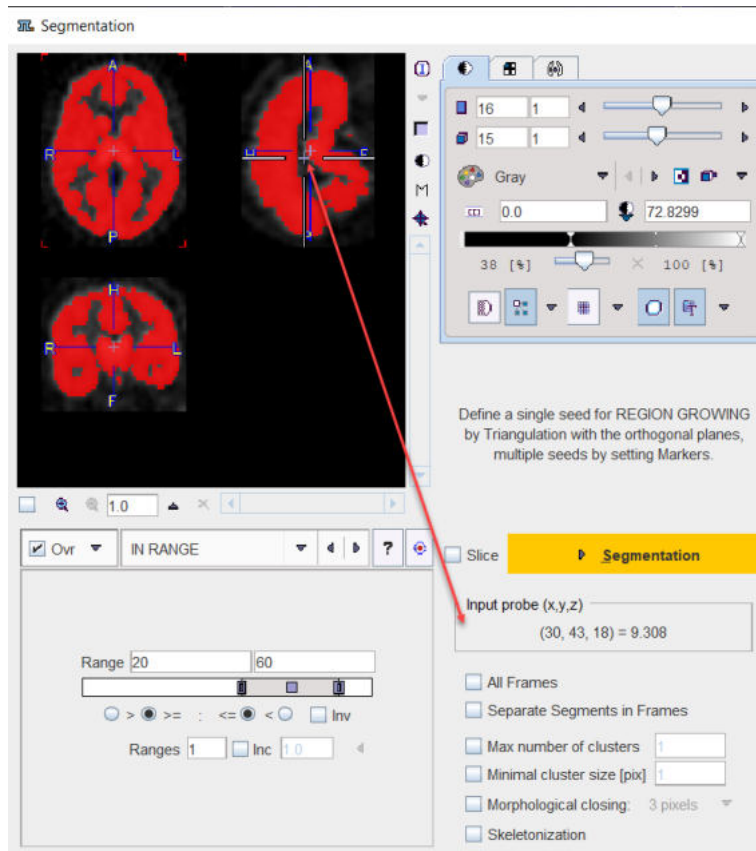 Segmentation
A
A
R
L
H
F
P
P
H
R
L
F
1.0
Ovr
IN RANGE
?
Range 20
60
> >= : <= < Inv
Ranges 1
Inc 1.0
M
16
1
15
1
Gray
0.0
72.8299
38 [%]
100 [%]
Define a single seed for REGION GROWING
by Triangulation with the orthogonal planes,
multiple seeds by setting Markers.
Slice
Segmentation
Input probe (x,y,z)
(30, 43, 18) = 9.308
All Frames
Separate Segments in Frames
Max number of clusters 1
Minimal cluster size [pix] 1
Morphological closing: 3 pixels
Skeletonization